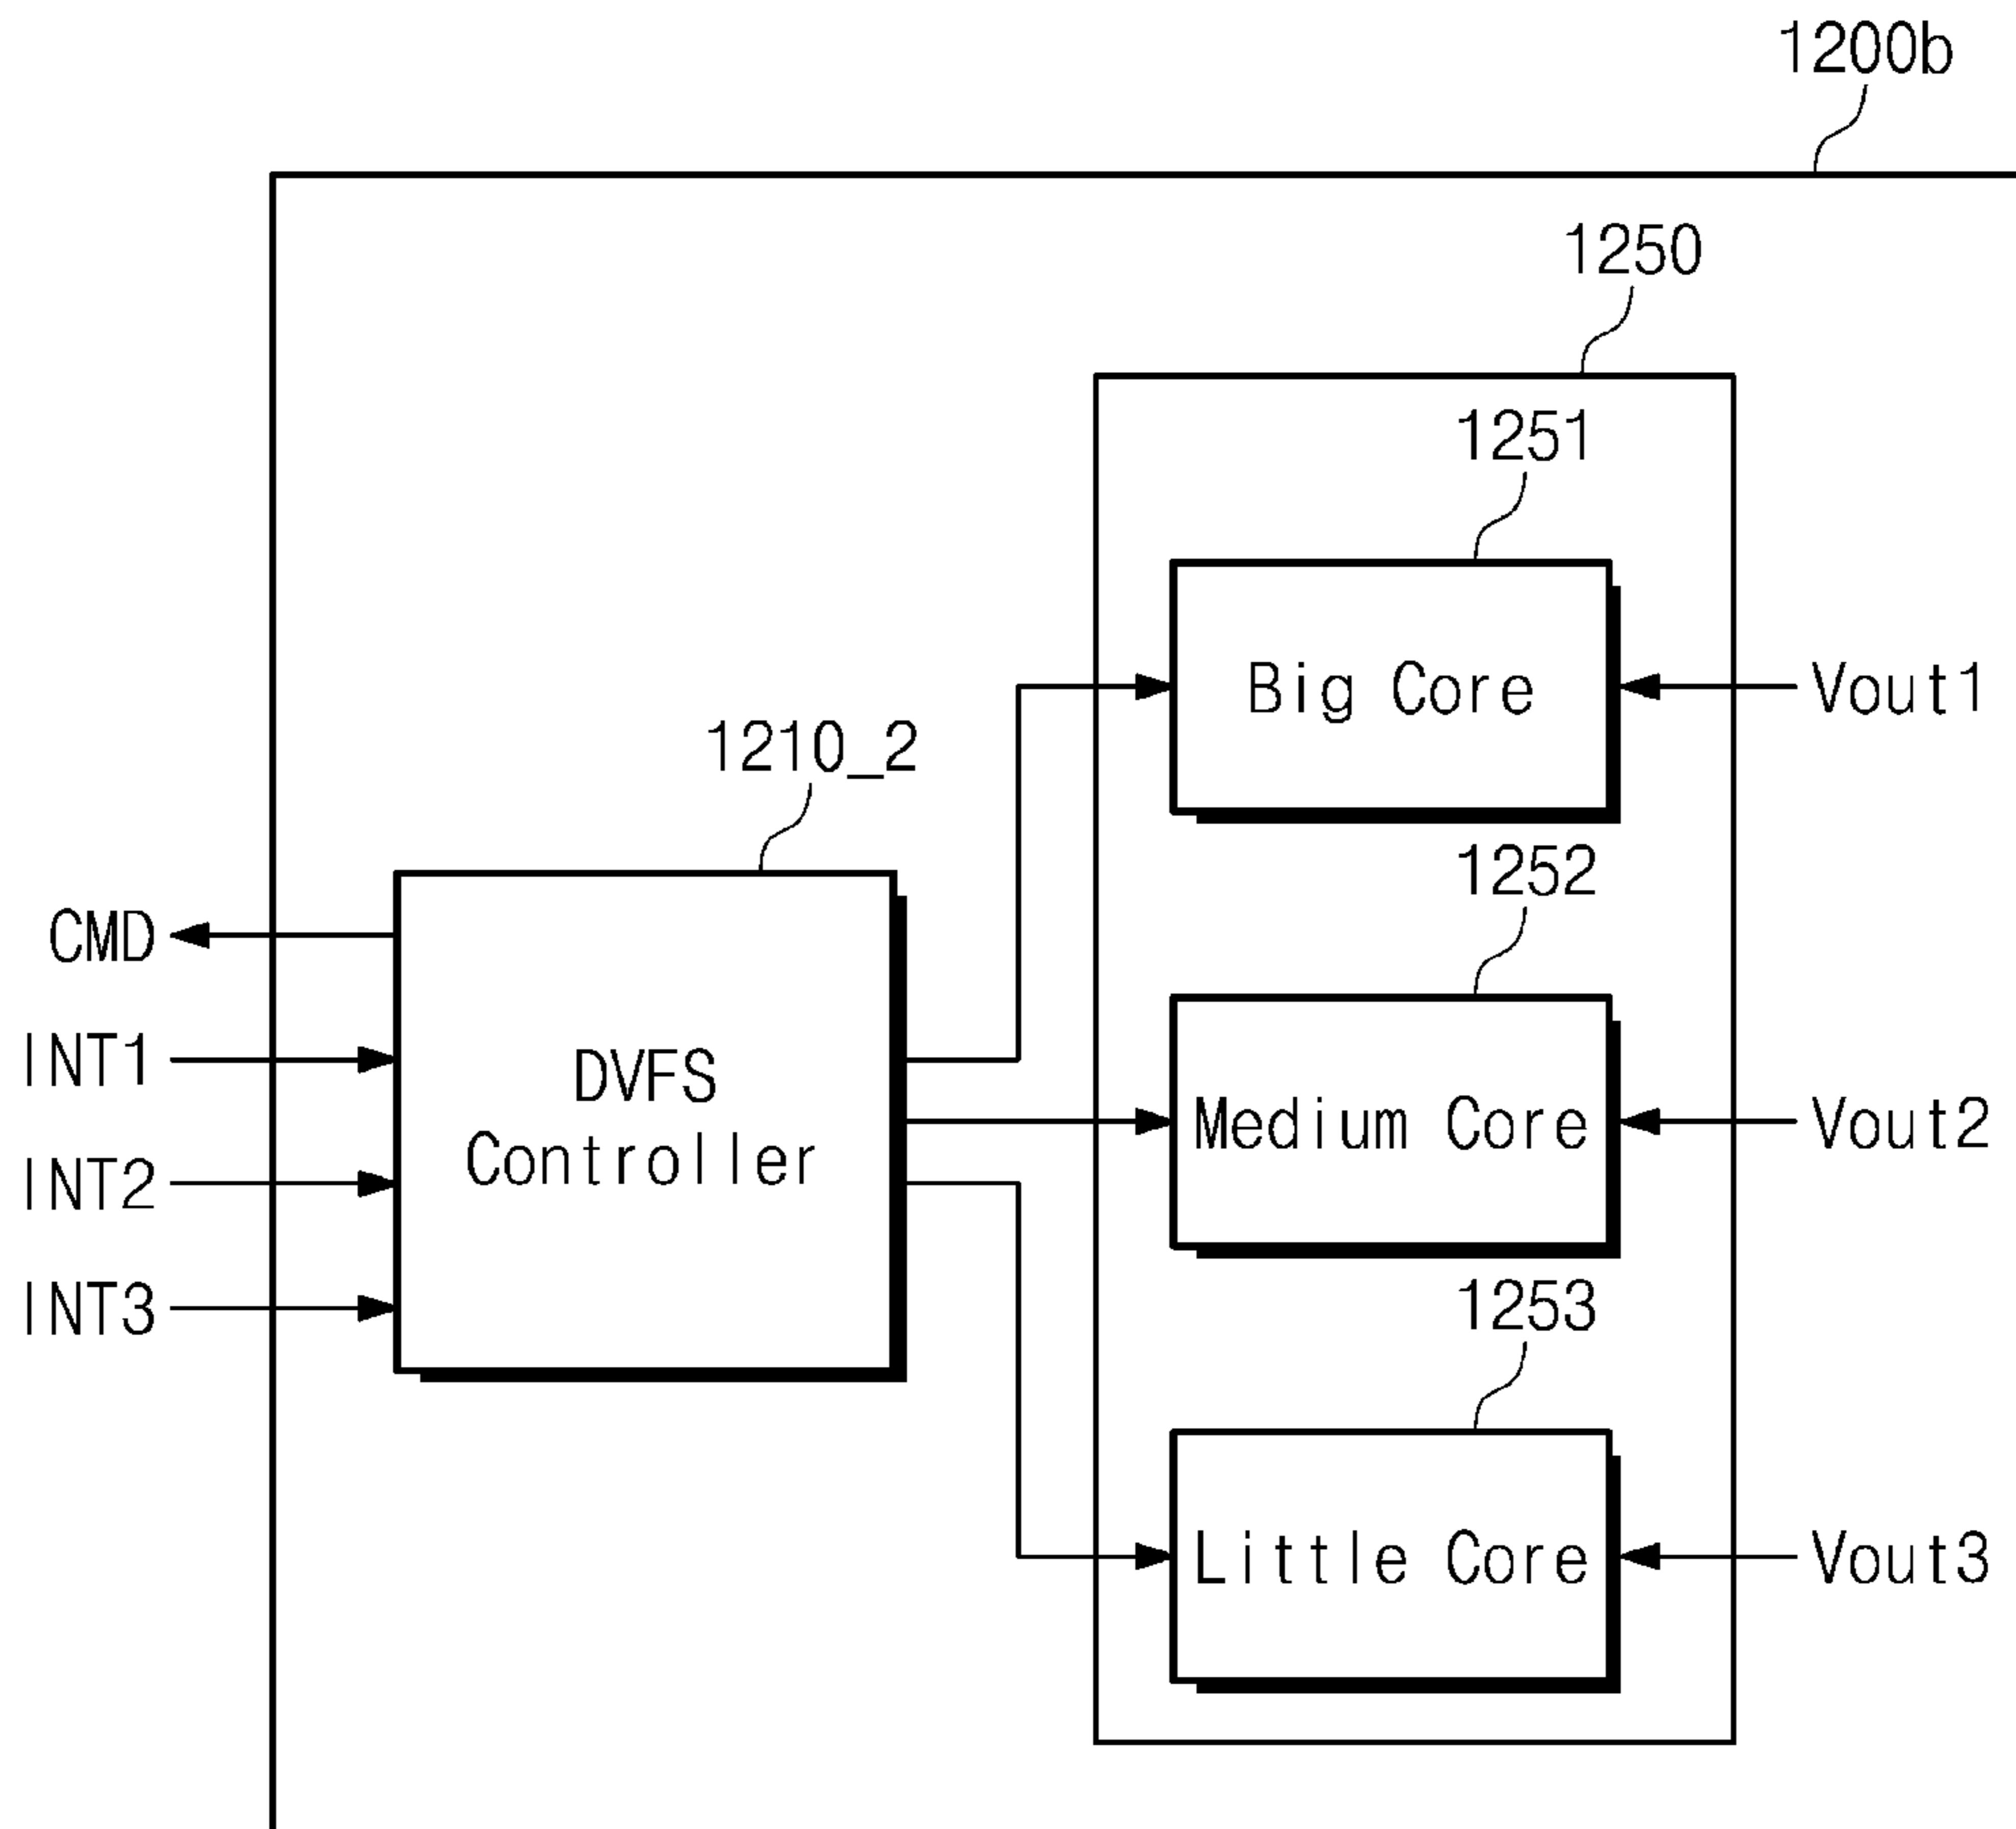 1200b
1250
1251
Big Core
Vout1
1210_2
1252
CMD
INT1
DVFS
Controller
Medium Core
Vout2
INT2
INT3
1253
Little Core
Vout3